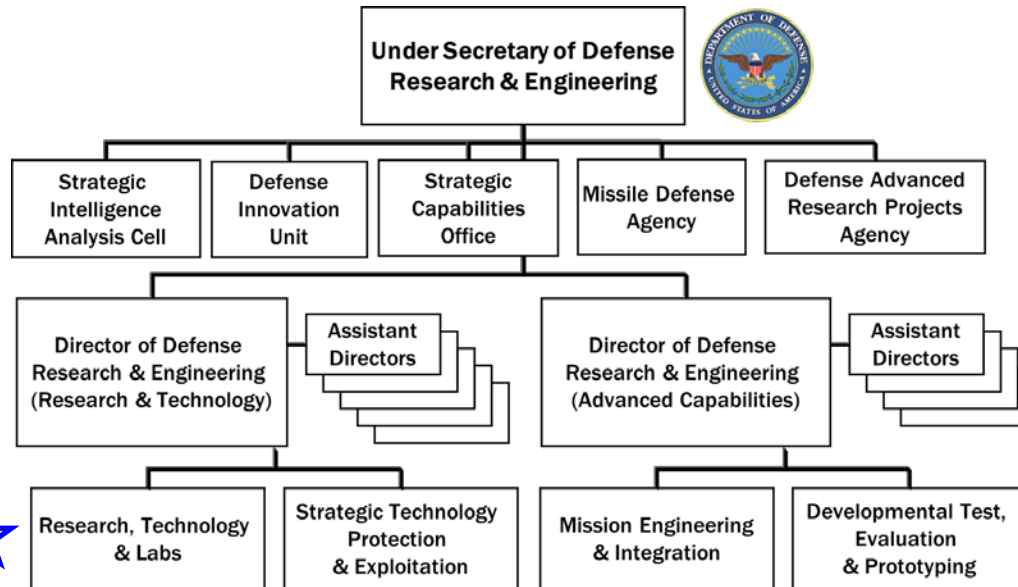 Under Secretary of Defense
Research & Engineering
DEPARTMENT OF DEFENSE
UNITED STATES OF AMERICA
Strategic
Intelligence
Analysis Cell
Defense
Innovation
Unit
Strategic
Capabilities
Office
Missile Defense
Agency
Defense Advanced
Research Projects
Agency
Director of Defense
Research & Engineering
(Research & Technology)
Assistant
Directors
Director of Defense
Research & Engineering
(Advanced Capabilities)
Assistant
Directors
Research, Technology
& Labs
Strategic Technology
Protection
& Exploitation
Mission Engineering
& Integration
Developmental Test,
Evaluation
& Prototyping